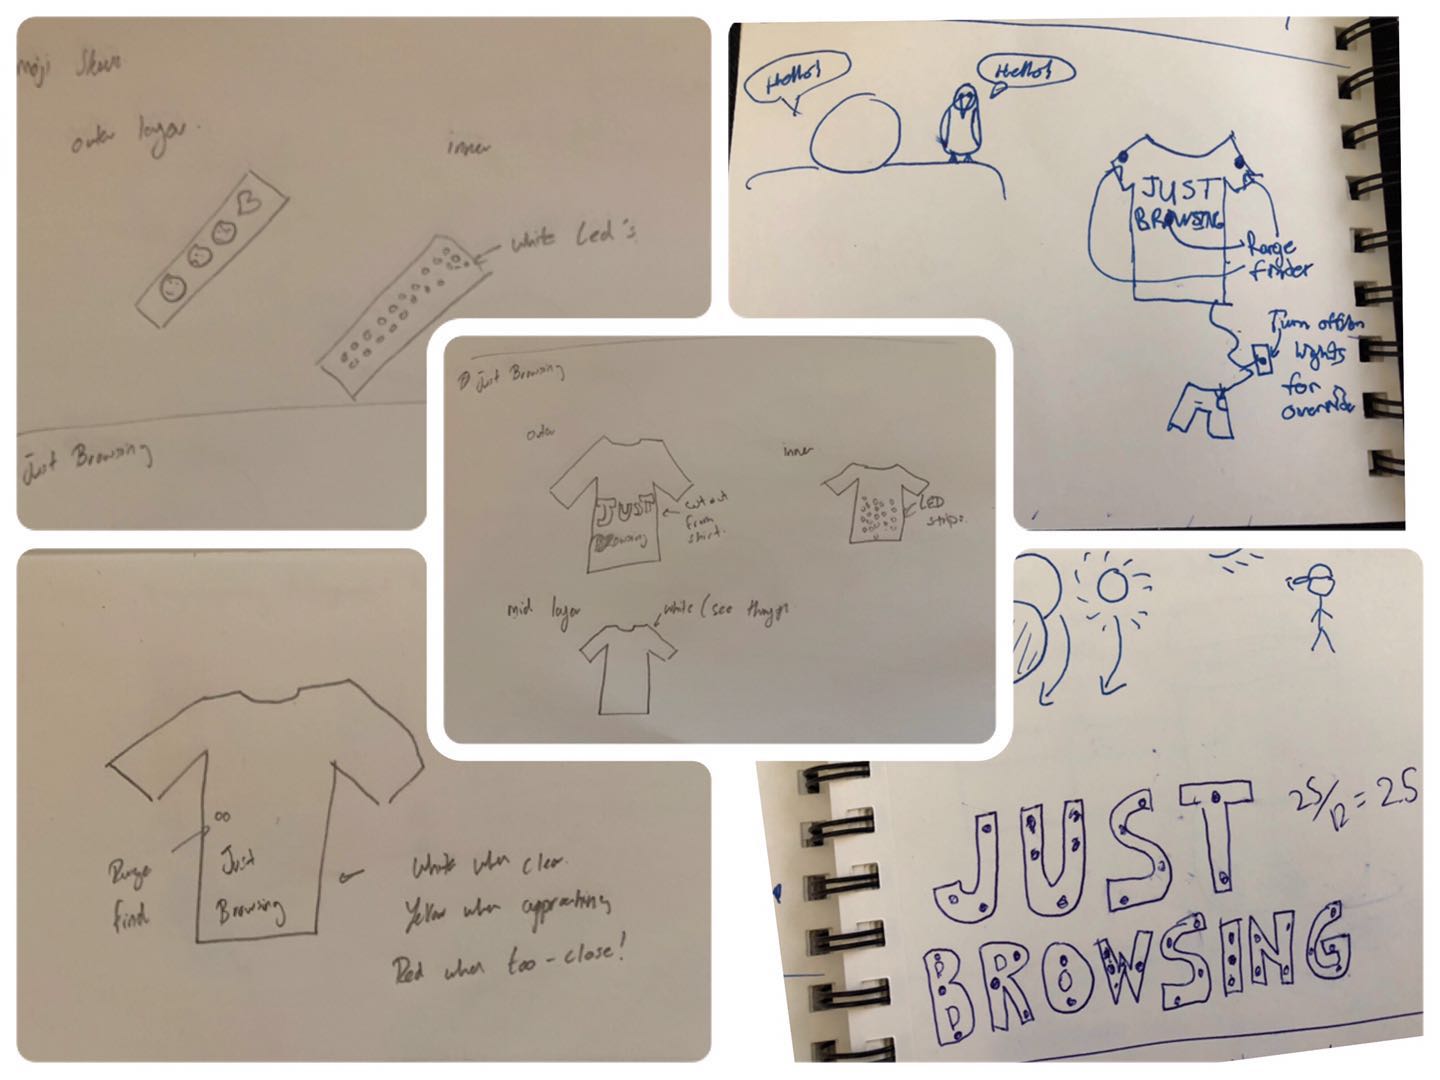 moji
outer layer.
inner
white Led's
Just Browsing
Hello!
Hello!
JUST
BROWSING
Range
finder
Turn off/on
lights
for
override
Just Browsing
outer
inner
JUST
Browsing
cut out
from
shirt.
LED
strips.
mid layer
white (see through
Range
find
Just
Browsing
White when clear.
Yellow when approaching
Red when too-close!
JUST
BROWSING
25/12 = 2.5